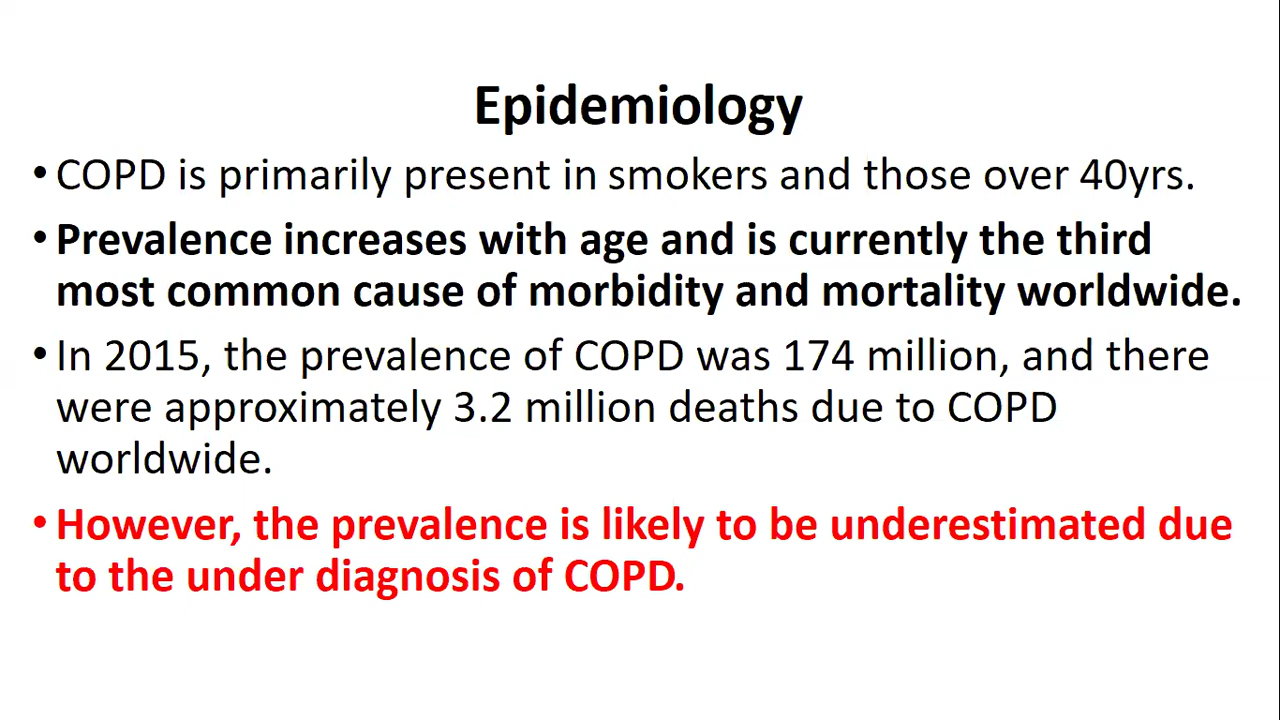 Epidemiology
• COPD is primarily present in smokers and those over 40yrs.
• Prevalence increases with age and is currently the third
most common cause of morbidity and mortality worldwide.
• In 2015, the prevalence of COPD was 174 million, and there
were approximately 3.2 million deaths due to COPD
worldwide.
• However, the prevalence is likely to be underestimated due
to the under diagnosis of COPD.